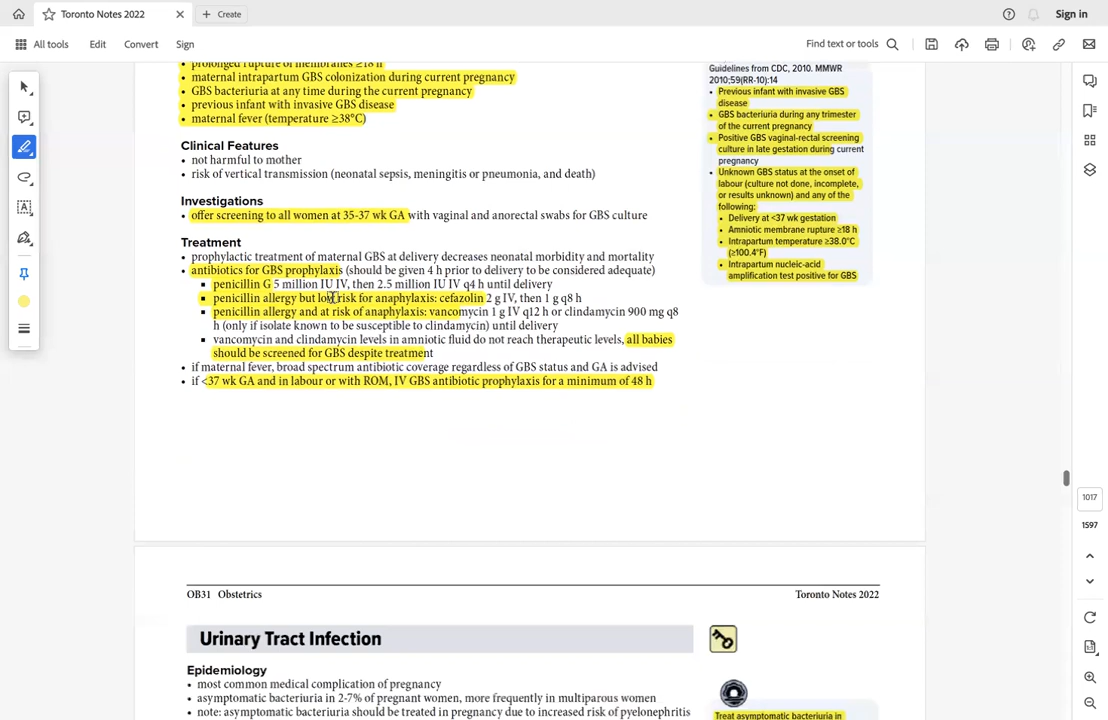 Toronto Notes 2022
Create
Sign in
All tools
Edit
Convert
Sign
Find text or tools
• prolonged rupture of membranes ≥18 h
• maternal intrapartum GBS colonization during current pregnancy
• GBS bacteriuria at any time during the current pregnancy
• previous infant with invasive GBS disease
• maternal fever (temperature ≥38°C)
Clinical Features
• not harmful to mother
• risk of vertical transmission (neonatal sepsis, meningitis or pneumonia, and death)
Investigations
• offer screening to all women at 35-37 wk GA with vaginal and anorectal swabs for GBS culture
Treatment
• prophylactic treatment of maternal GBS at delivery decreases neonatal morbidity and mortality
• antibiotics for GBS prophylaxis (should be given 4 h prior to delivery to be considered adequate)
▪ penicillin G 5 million IU IV, then 2.5 million IU IV q4 h until delivery
▪ penicillin allergy but low risk for anaphylaxis: cefazolin 2 g IV, then 1 g q8 h
▪ penicillin allergy and at risk of anaphylaxis: vancomycin 1 g IV q12 h or clindamycin 900 mg q8
h (only if isolate known to be susceptible to clindamycin) until delivery
▪ vancomycin and clindamycin levels in amniotic fluid do not reach therapeutic levels, all babies
should be screened for GBS despite treatment
• if maternal fever, broad spectrum antibiotic coverage regardless of GBS status and GA is advised
• if <37 wk GA and in labour or with ROM, IV GBS antibiotic prophylaxis for a minimum of 48 h
Guidelines from CDC, 2010. MMWR
2010;59(RR-10):14
• Previous infant with invasive GBS
disease
• GBS bacteriuria during any trimester
of the current pregnancy
• Positive GBS vaginal-rectal screening
culture in late gestation during current
pregnancy
• Unknown GBS status at the onset of
labour (culture not done, incomplete,
or results unknown) and any of the
following:
• Delivery at <37 wk gestation
• Amniotic membrane rupture ≥18 h
• Intrapartum temperature ≥38.0°C
(≥100.4°F)
• Intrapartum nucleic-acid
amplification test positive for GBS
1017
1597
OB31 Obstetrics
Toronto Notes 2022
Urinary Tract Infection
Epidemiology
• most common medical complication of pregnancy
• asymptomatic bacteriuria in 2-7% of pregnant women, more frequently in multiparous women
• note: asymptomatic bacteriuria should be treated in pregnancy due to increased risk of pyelonephritis
Treat asymptomatic bacteriuria in